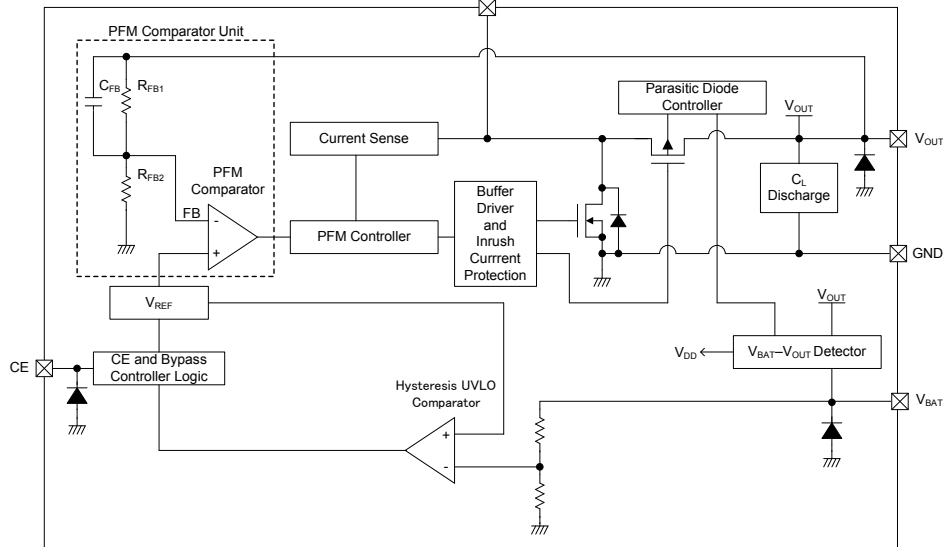 PFM Comparator Unit
CFB
RFB1
RFB2
FB
PFM
Comparator
-
+
Current Sense
PFM Controller
Buffer
Driver
and
Inrush
Currrent
Protection
Parasitic Diode
Controller
VOUT
VOUT
CL
Discharge
GND
VREF
CE
CE and Bypass
Controller Logic
Hysteresis UVLO
Comparator
+
-
VOUT
VDD
VBAT–VOUT Detector
VBAT